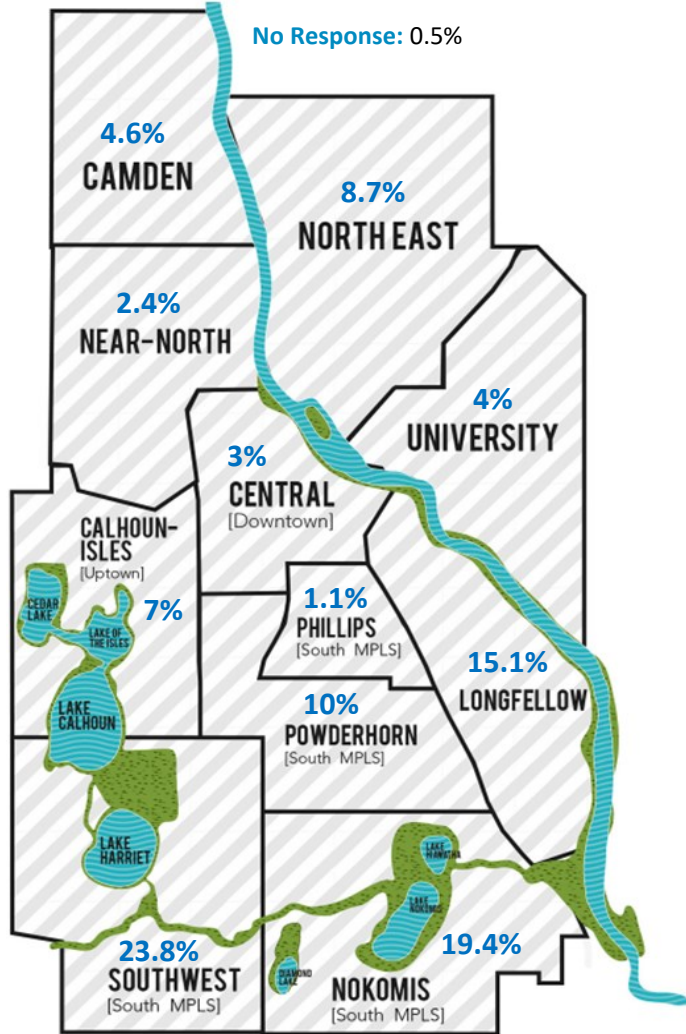 No Response: 0.5%
4.6%
CAMDEN
8.7%
NORTH EAST
2.4%
NEAR-NORTH
4%
UNIVERSITY
3%
CENTRAL
[Downtown]
CALHOUN-
ISLES
[Uptown]
7%
CEDAR
LAKE
LAKE OF
THE ISLES
LAKE
CALHOUN
1.1%
PHILLIPS
[South MPLS]
15.1%
LONGFELLOW
10%
POWDERHORN
[South MPLS]
LAKE
HARRIET
LAKE
HIAWATHA
LAKE
NOKOMIS
23.8%
SOUTHWEST
[South MPLS]
DIAMOND
LAKE
19.4%
NOKOMIS
[South MPLS]